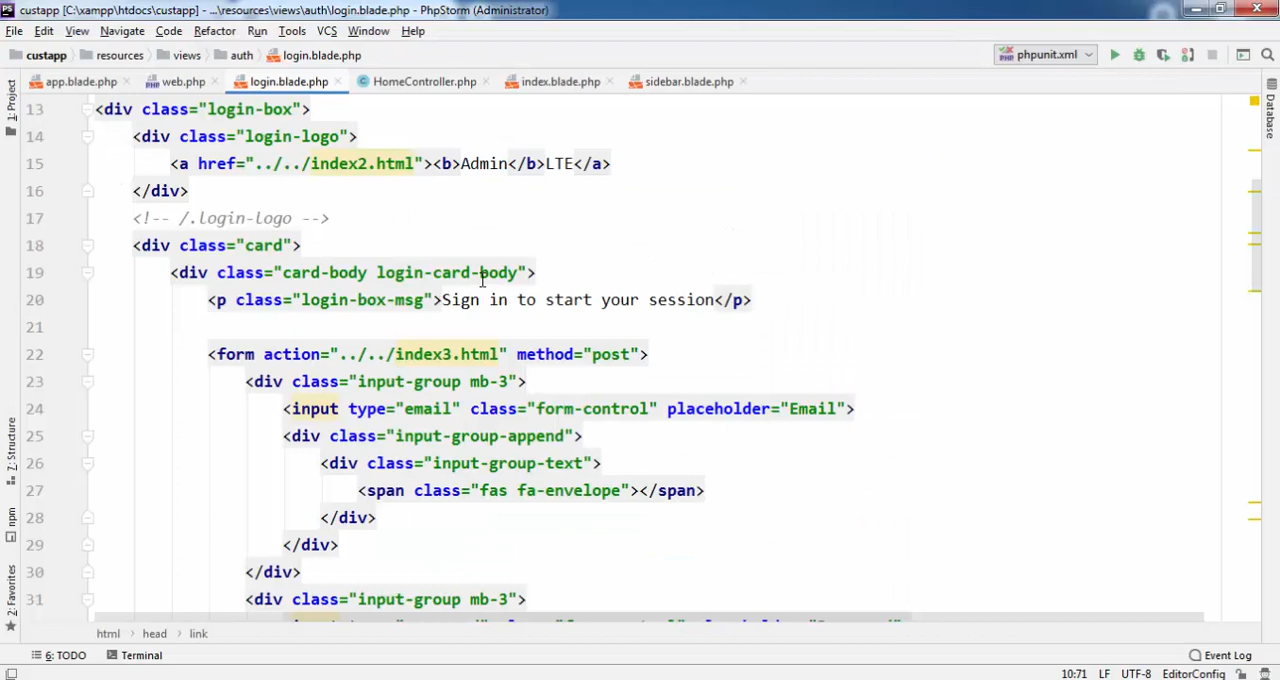 custapp [C:\xampp\htdocs\custapp] - ...\resources\views\auth\login.blade.php - PhpStorm (Administrator)
File Edit View Navigate Code Refactor Run Tools VCS Window Help
custapp resources views auth login.blade.php phpunit.xml
app.blade.php web.php login.blade.php HomeController.php index.blade.php sidebar.blade.php
13 <div class="login-box">
14 <div class="login-logo">
15 <a href="../../index2.html"><b>Admin</b>LTE</a>
16 </div>
17 <!-- /.login-logo -->
18 <div class="card">
19 <div class="card-body login-card-body">
20 <p class="login-box-msg">Sign in to start your session</p>
21
22 <form action="../../index3.html" method="post">
23 <div class="input-group mb-3">
24 <input type="email" class="form-control" placeholder="Email">
25 <div class="input-group-append">
26 <div class="input-group-text">
27 <span class="fas fa-envelope"></span>
28 </div>
29 </div>
30 </div>
31 <div class="input-group mb-3">
1: Project
Z: Structure
npm
2: Favorites
Database
html head link
6: TODO Terminal Event Log
10:71 LF UTF-8 EditorConfig